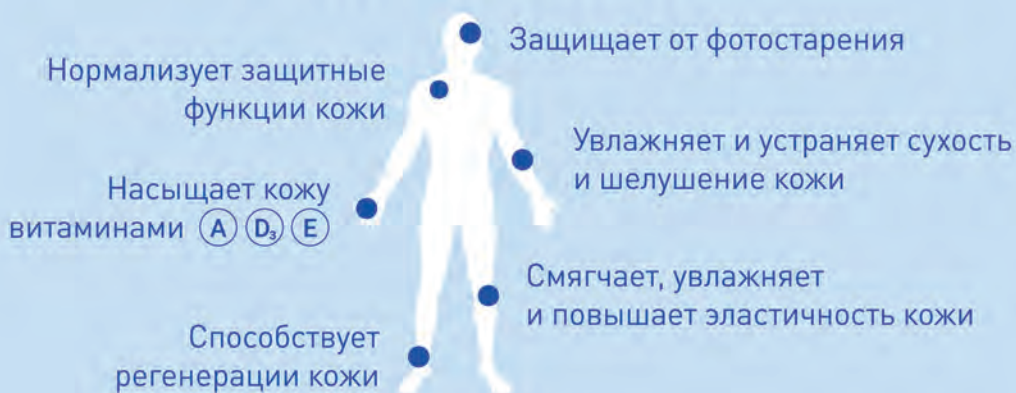 Защищает от фотостарения
Нормализует защитные
функции кожи
Увлажняет и устраняет сухость
и шелушение кожи
Насыщает кожу
витаминами A D₃ E
Смягчает, увлажняет
и повышает эластичность кожи
Способствует
регенерации кожи